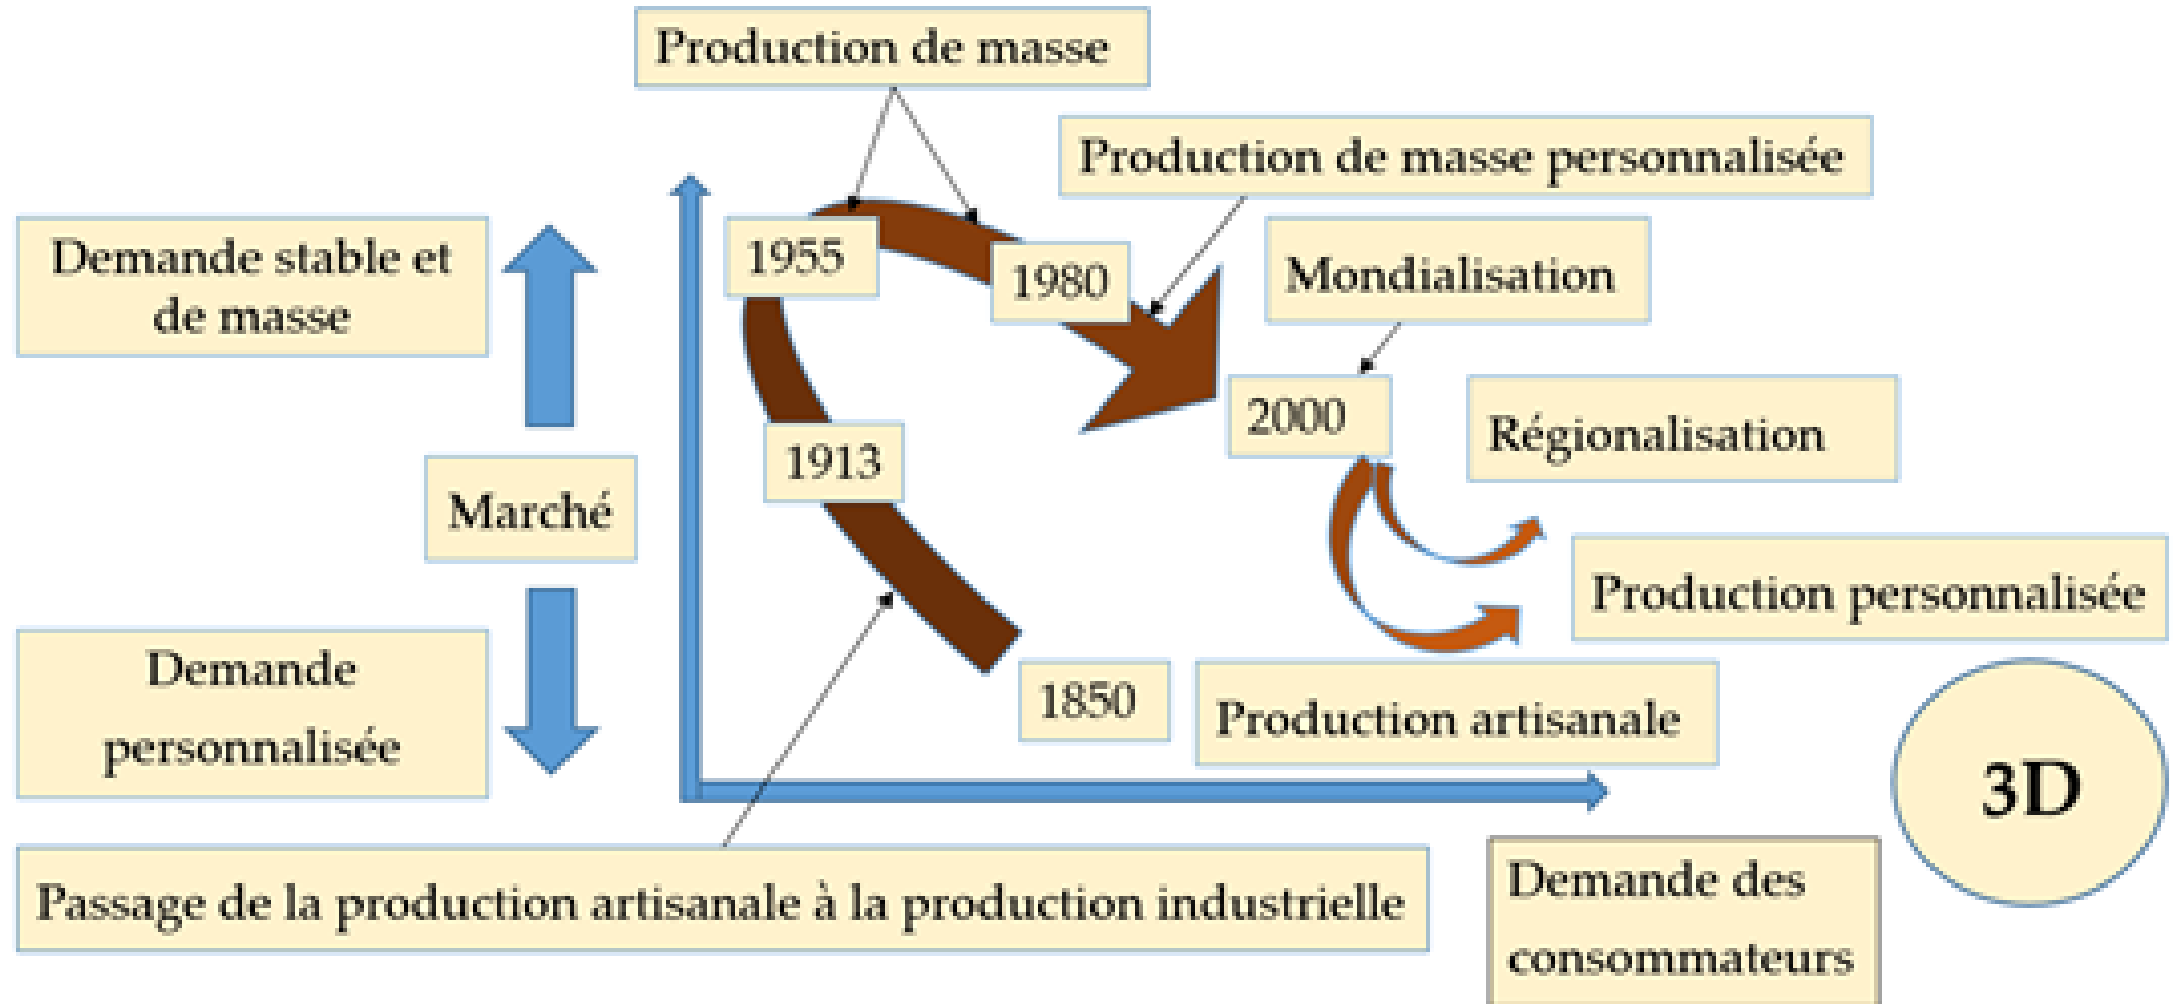 Production de masse
Production de masse personnalisée
Demande stable et
de masse
1955
1980
Mondialisation
2000
Régionalisation
1913
Marché
Production personnalisée
Demande
personnalisée
1850
Production artisanale
3D
Passage de la production artisanale à la production industrielle
Demande des
consommateurs